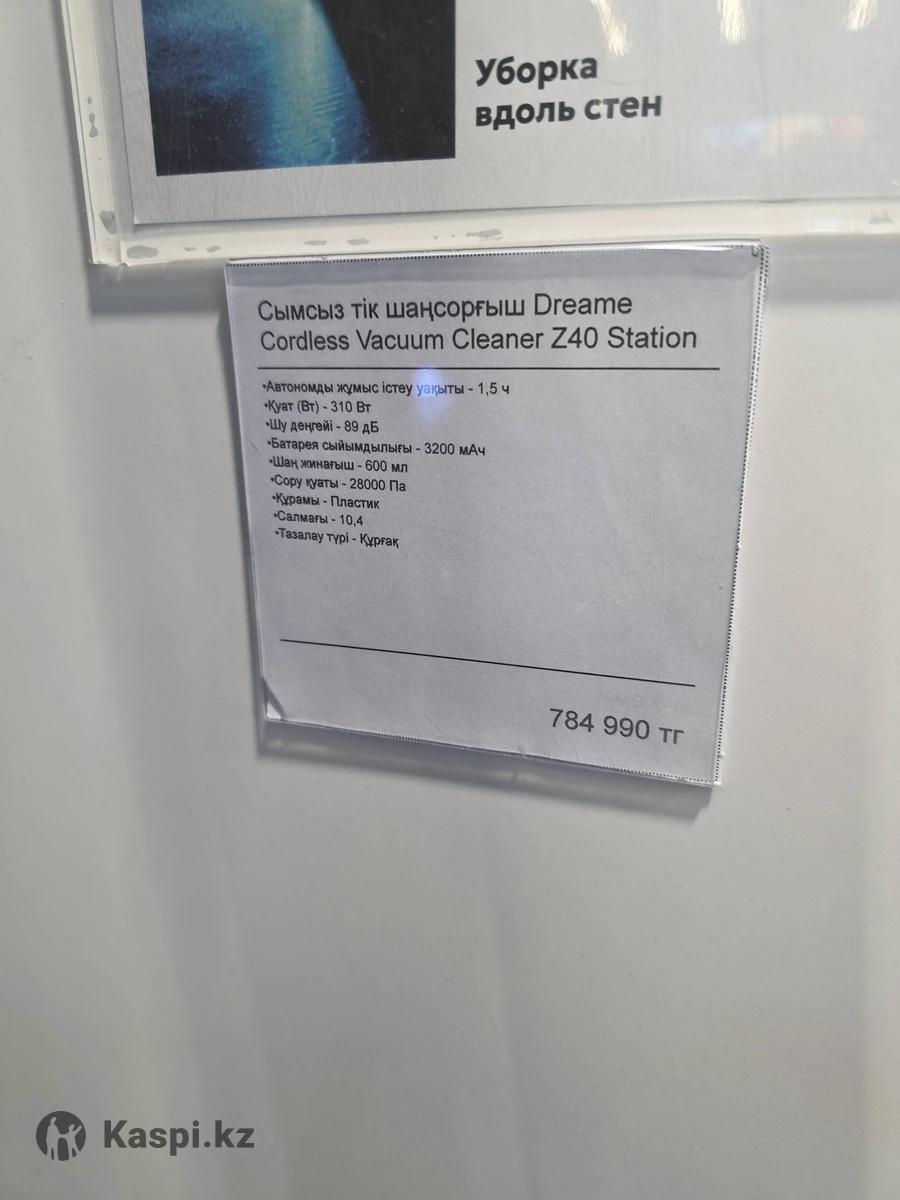 Уборка
вдоль стен
Сымсыз тік шаңсорғыш Dreame
Cordless Vacuum Cleaner Z40 Station
•Автономды жұмыс істеу уақыты - 1,5 ч
•Қуат (Вт) - 310 Вт
•Шу деңгейі - 89 дБ
•Батарея сыйымдылығы - 3200 мАч
•Шаң жинағыш - 600 мл
•Сору қуаты - 28000 Па
•Құрамы - Пластик
•Салмағы - 10,4
•Тазалау түрі - Құрғақ
784 990 тг
Kaspi.kz